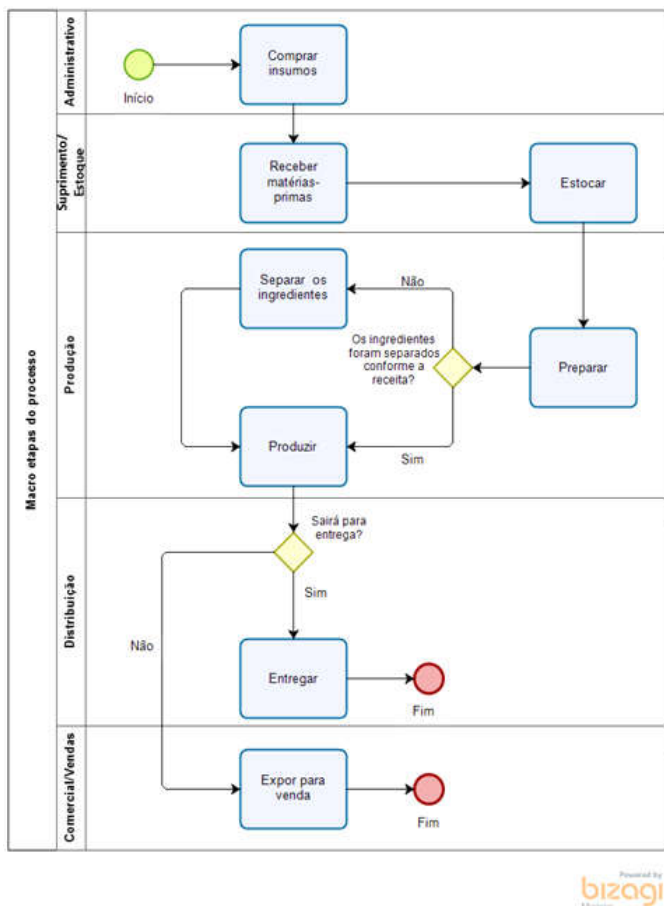 Macro etapas do processo
Administrativo
Início
Comprar
insumos
Suprimento/
Estoque
Receber
matérias-
primas
Estocar
Produção
Separar os
ingredientes
Não
Os ingredientes
foram separados
conforme a
receita?
Preparar
Produzir
Sim
Distribuição
Sairá para
entrega?
Sim
Não
Entregar
Fim
Comercial/Vendas
Expor para
venda
Fim
Powered by
bizagi
Modeler